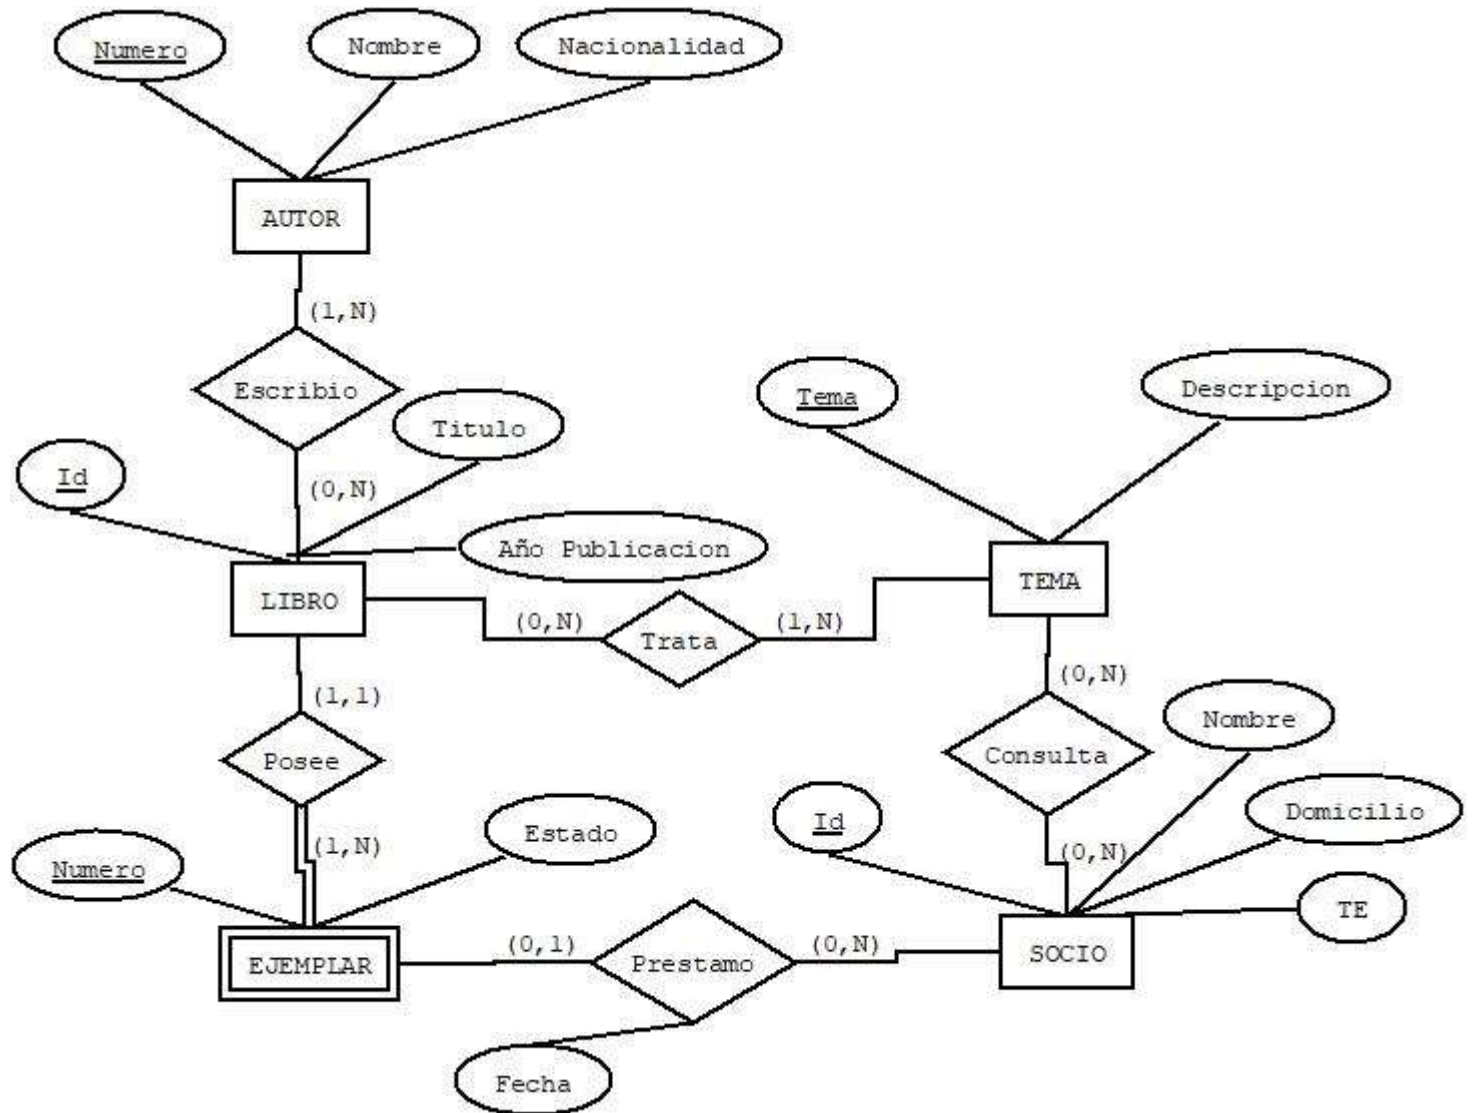 Numero
Nombre
Nacionalidad
AUTOR
(1,N)
Escribio
Titulo
(0,N)
Id
Año Publicacion
LIBRO
Tema
Descripcion
TEMA
(0,N)
Trata
(1,N)
(1,1)
Posee
(1,N)
(0,N)
Consulta
(0,N)
Nombre
Domicilio
Id
TE
Numero
Estado
EJEMPLAR
(0,1)
Prestamo
(0,N)
SOCIO
Fecha